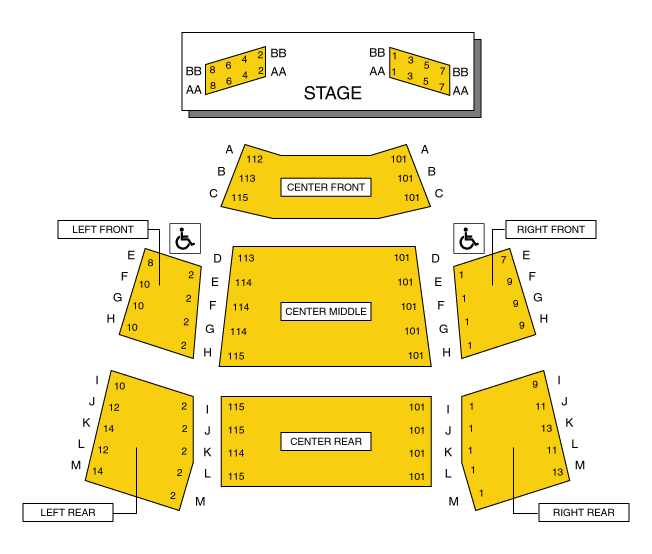 BB 8 6 4 2 BB
AA 8 6 4 2 AA
BB 1 3 5 7 BB
AA 1 3 5 7 AA
STAGE
A 112 101 A
B 113 101 B
C 115 101 C
CENTER FRONT
LEFT FRONT
RIGHT FRONT
E 8 2
F 10 2
G 10 2
H 10 2
D 113 101 D
E 114 101 E
F 114 101 F
G 114 101 G
H 115 101 H
CENTER MIDDLE
1 7 E
1 9 F
1 9 G
1 9 H
I 10 2
J 12 2
K 14 2
L 12 2
M 14 2 M
I 115 101 I
J 115 101 J
K 114 101 K
L 115 101 L
CENTER REAR
1 9 I
1 11 J
1 13 K
1 11 L
M 1 13 M
LEFT REAR
RIGHT REAR